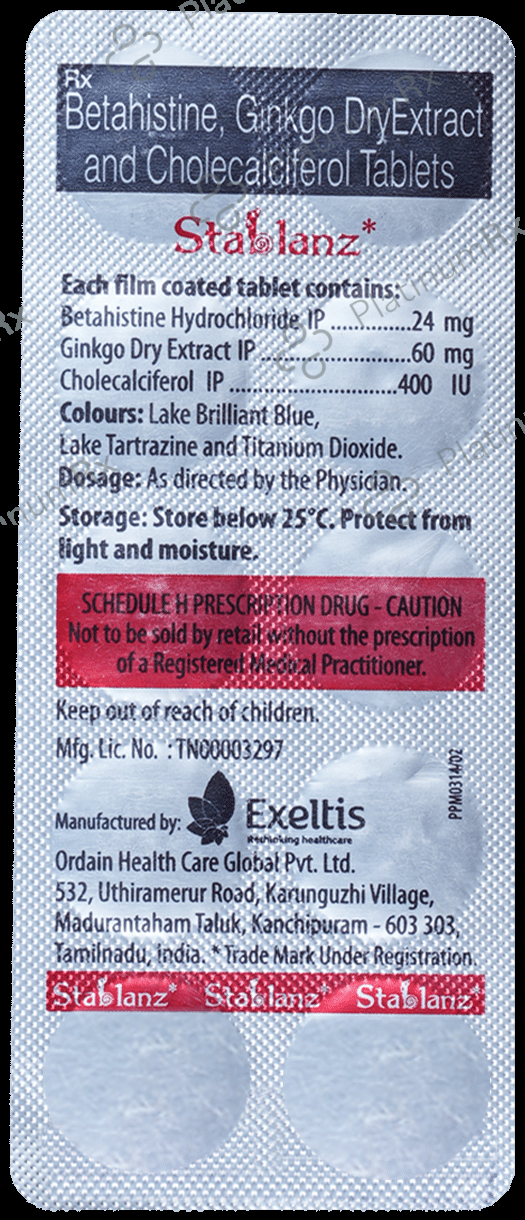 Rx
Betahistine, Ginkgo Dry Extract
and Cholecalciferol Tablets
Stablanz*
Each film coated tablet contains:
Betahistine Hydrochloride IP ..............24 mg
Ginkgo Dry Extract IP ..........................60 mg
Cholecalciferol IP .............................400 IU
Colours: Lake Brilliant Blue,
Lake Tartrazine and Titanium Dioxide.
Dosage: As directed by the Physician.
Storage: Store below 25°C. Protect from
light and moisture.
SCHEDULE H PRESCRIPTION DRUG - CAUTION
Not to be sold by retail without the prescription
of a Registered Medical Practitioner.
Keep out of reach of children.
Mfg. Lic. No. : TN00003297
PPM0314/02
Manufactured by: Exeltis
Rethinking healthcare
Ordain Health Care Global Pvt. Ltd.
532, Uthiramerur Road, Karunguzhi Village,
Madurantaham Taluk, Kanchipuram - 603 303,
Tamilnadu, India. * Trade Mark Under Registration.
Stablanz* Stablanz* Stablanz*
PlatinumRx